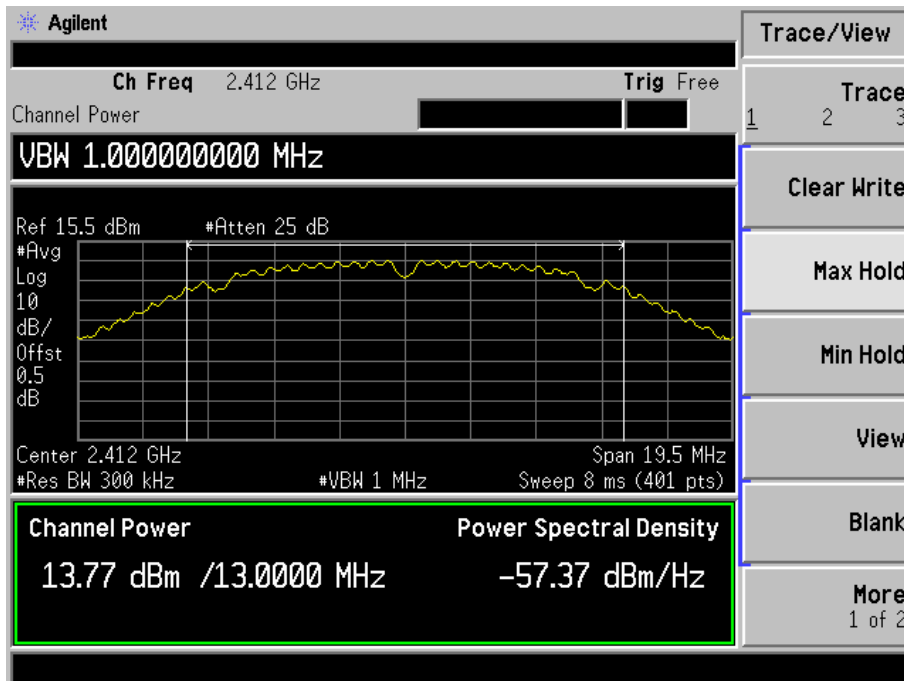 Agilent
Trace/View
Ch Freq 2.412 GHz Trig Free
Channel Power
Trace
1 2 3
VBW 1.000000000 MHz
Clear Write
Ref 15.5 dBm #Atten 25 dB
#Avg
Log
10
dB/
Offst
0.5
dB
Max Hold
Min Hold
Center 2.412 GHz Span 19.5 MHz
#Res BW 300 kHz #VBW 1 MHz Sweep 8 ms (401 pts)
View
Channel Power Power Spectral Density
13.77 dBm /13.0000 MHz -57.37 dBm/Hz
Blank
More
1 of 2